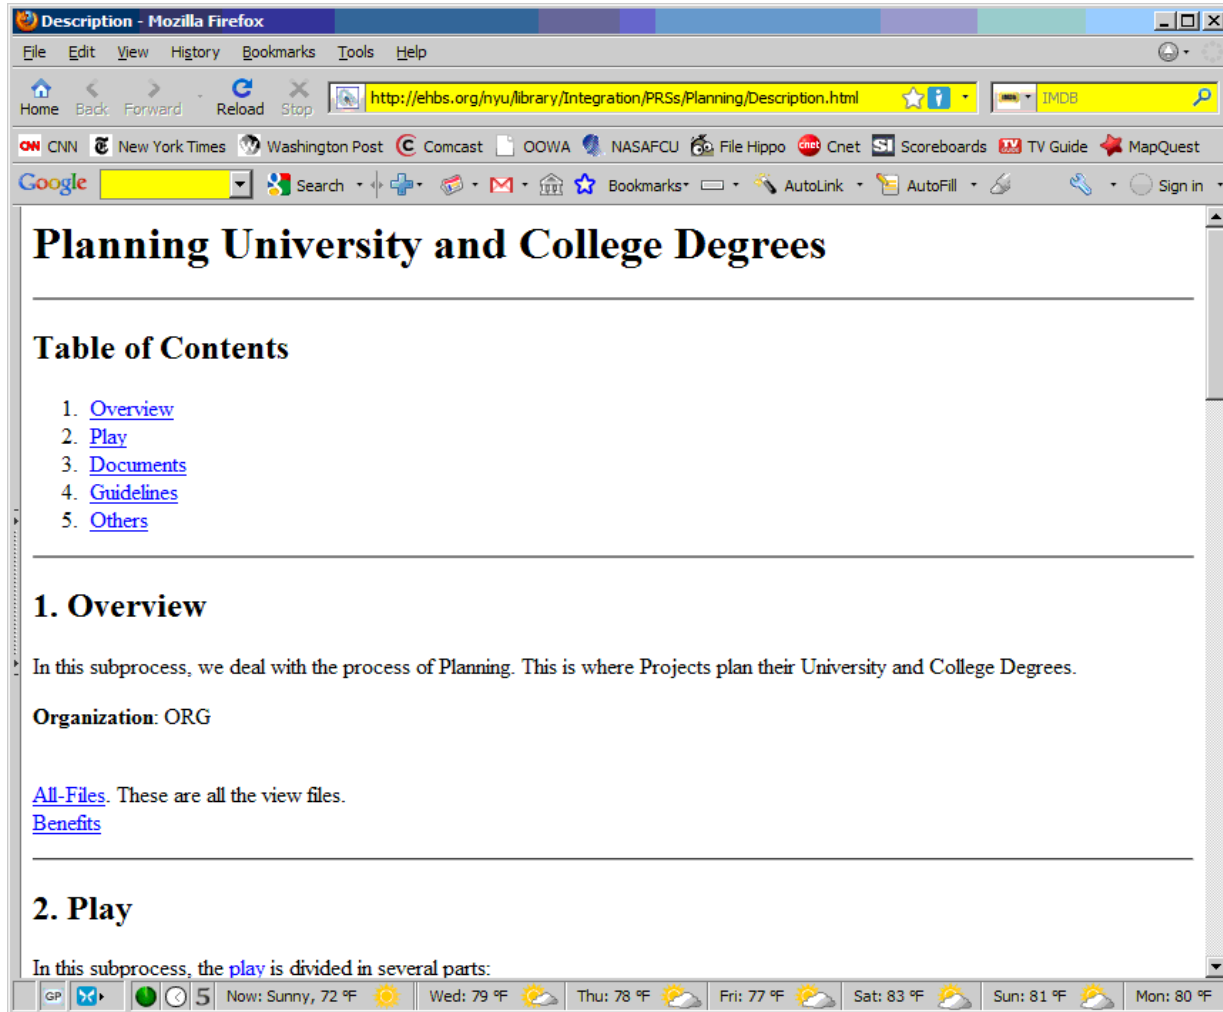 Description - Mozilla Firefox
File Edit View History Bookmarks Tools Help
Home Back Forward Reload Stop http://ehbs.org/nyu/library/Integration/PRSs/Planning/Description.html IMDB
CNN New York Times Washington Post Comcast OOWA NASAFCU File Hippo Cnet Scoreboards TV Guide MapQuest
Google Search Bookmarks AutoLink AutoFill Sign in
Planning University and College Degrees
Table of Contents
1. Overview
2. Play
3. Documents
4. Guidelines
5. Others
1. Overview
In this subprocess, we deal with the process of Planning. This is where Projects plan their University and College Degrees.
Organization: ORG
All-Files. These are all the view files.
Benefits
2. Play
In this subprocess, the play is divided in several parts:
GP 5 Now: Sunny, 72 °F Wed: 79 °F Thu: 78 °F Fri: 77 °F Sat: 83 °F Sun: 81 °F Mon: 80 °F